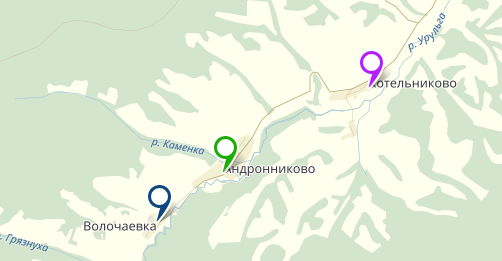 р. Урульга
Котельниково
р. Каменка
Андронниково
Волочаевка
р. Грязнуха